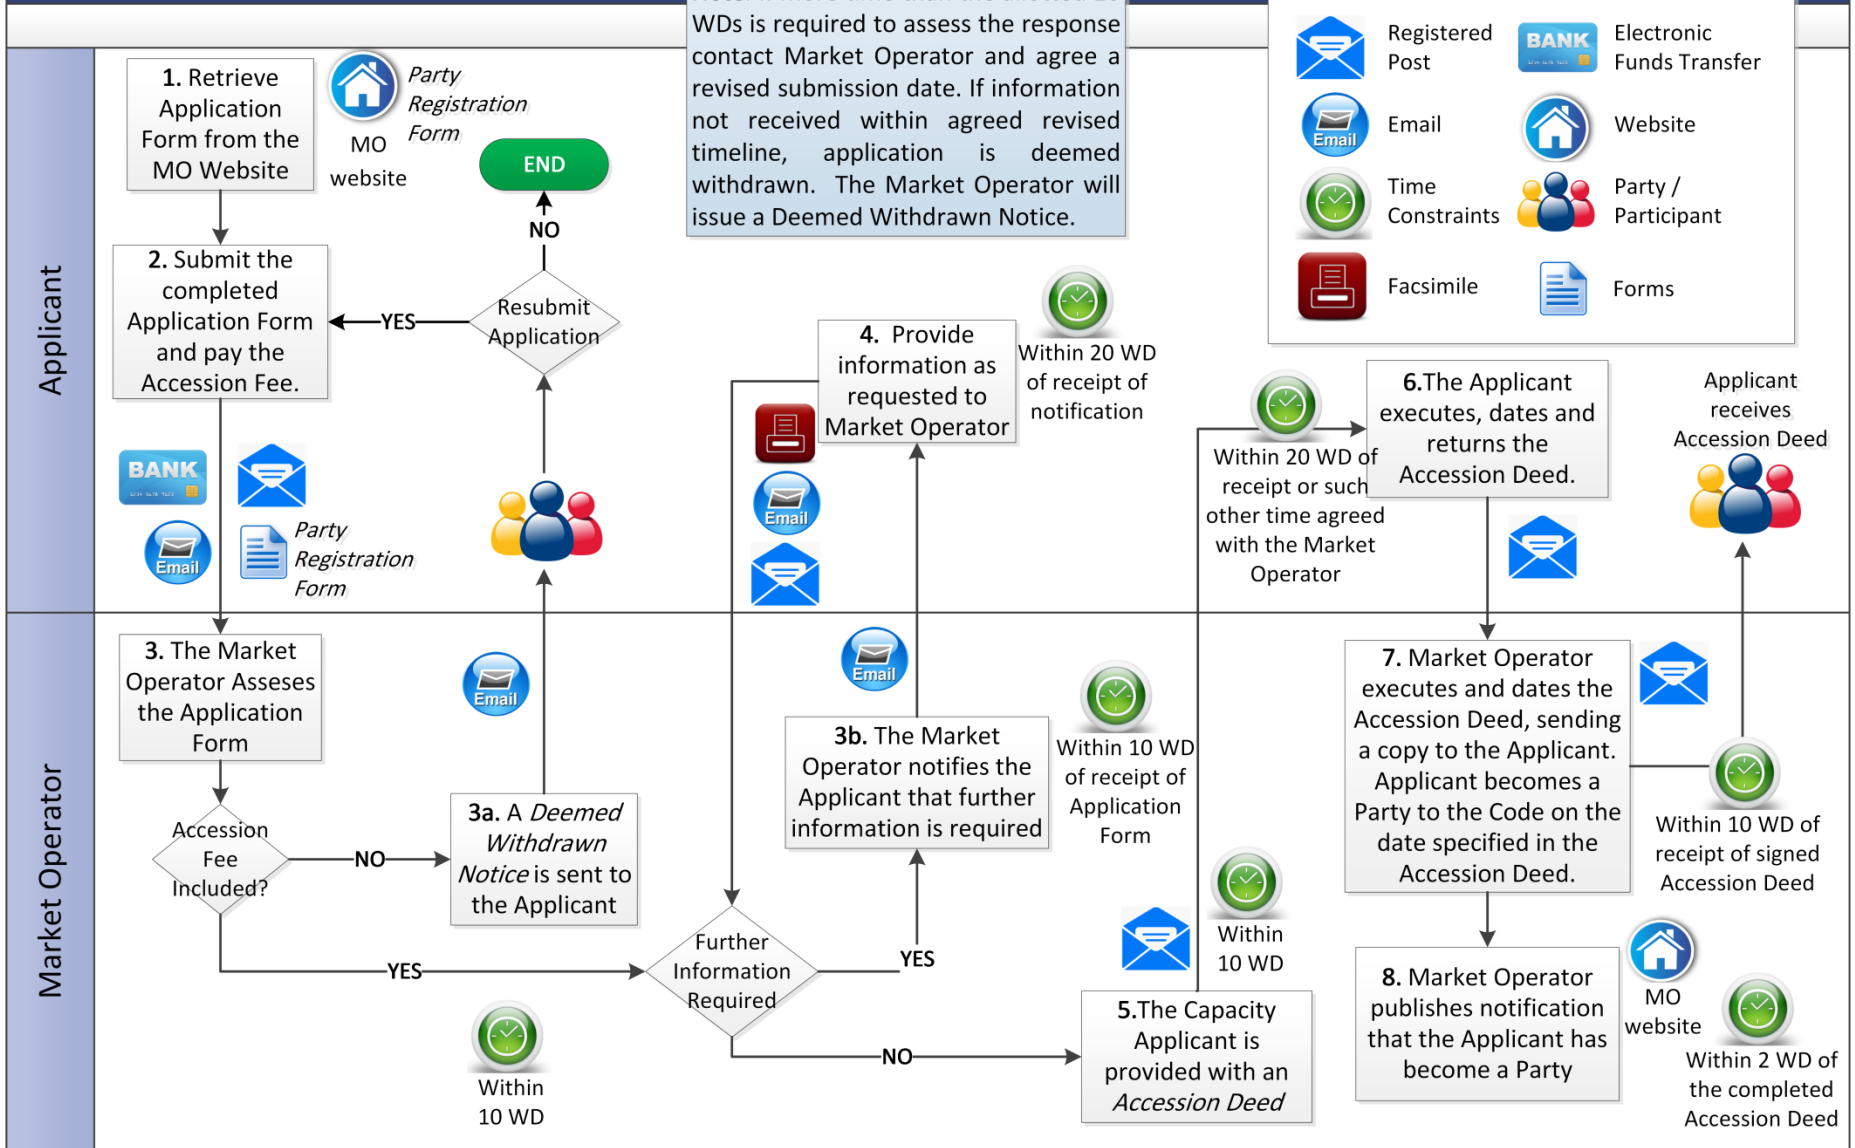 WDs is required to assess the response
contact Market Operator and agree a
revised submission date. If information
not received within agreed revised
timeline, application is deemed
withdrawn. The Market Operator will
issue a Deemed Withdrawn Notice.
Registered
Post
BANK
Electronic
Funds Transfer
Email
Email
Website
Time
Constraints
Party /
Participant
Facsimile
Forms
Applicant
1. Retrieve
Application
Form from the
MO Website
MO
website
Party
Registration
Form
END
NO
2. Submit the
completed
Application Form
and pay the
Accession Fee.
YES
Resubmit
Application
BANK
Email
Party
Registration
Form
4. Provide
information as
requested to
Market Operator
Within 20 WD
of receipt of
notification
Email
Within 20 WD of
receipt or such
other time agreed
with the Market
Operator
6.The Applicant
executes, dates and
returns the
Accession Deed.
Applicant
receives
Accession Deed
Market Operator
3. The Market
Operator Asseses
the Application
Form
Accession
Fee
Included?
NO
3a. A Deemed
Withdrawn
Notice is sent to
the Applicant
Email
YES
Within
10 WD
Further
Information
Required
YES
NO
Email
3b. The Market
Operator notifies the
Applicant that further
information is required
Within 10 WD
of receipt of
Application
Form
Within
10 WD
5.The Capacity
Applicant is
provided with an
Accession Deed
7. Market Operator
executes and dates the
Accession Deed, sending
a copy to the Applicant.
Applicant becomes a
Party to the Code on the
date specified in the
Accession Deed.
Within 10 WD of
receipt of signed
Accession Deed
8. Market Operator
publishes notification
that the Applicant has
become a Party
MO
website
Within 2 WD of
the completed
Accession Deed